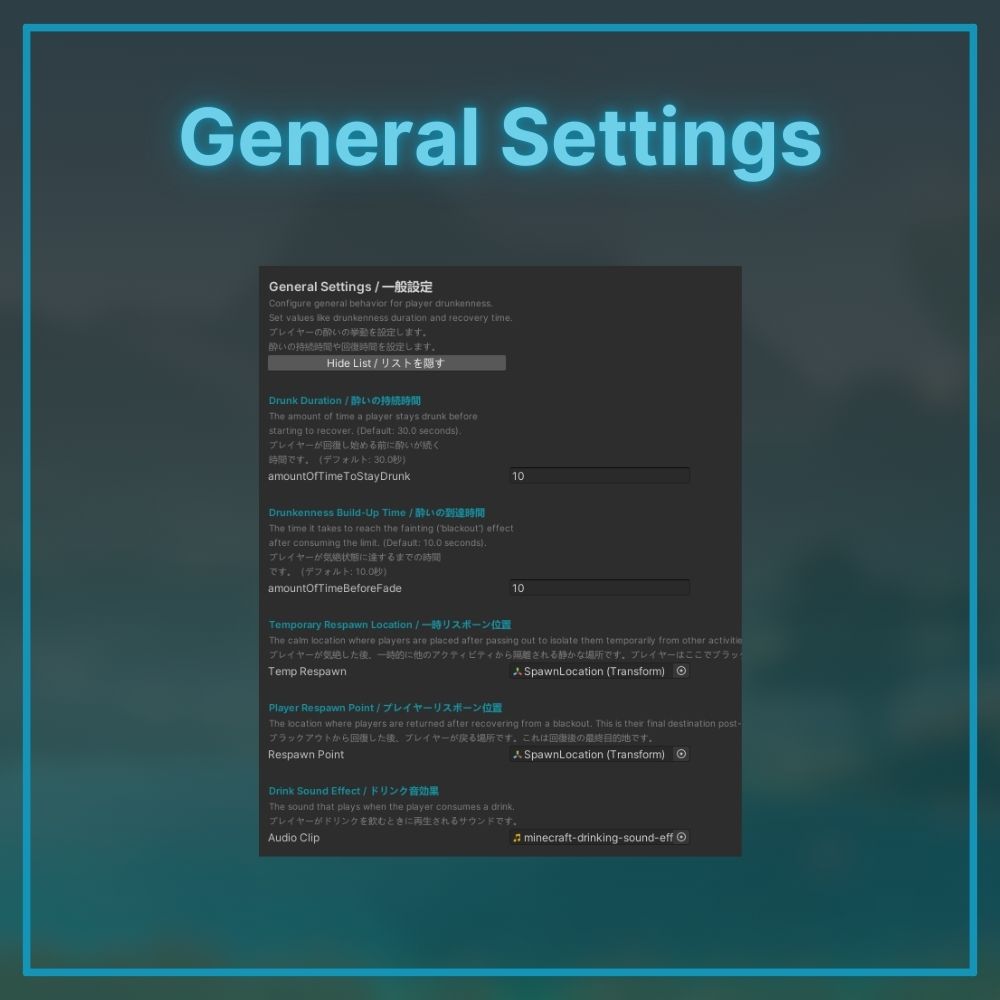 General Settings
General Settings / 一般設定
Configure general behavior for player drunkenness.
Set values like drunkenness duration and recovery time.
プレイヤーの酔いの挙動を設定します。
酔いの持続時間や回復時間を設定します。
Hide List / リストを隠す
Drunk Duration / 酔いの持続時間
The amount of time a player stays drunk before
starting to recover. (Default: 30.0 seconds).
プレイヤーが回復し始める前に酔いが続く
時間です。 (デフォルト: 30.0秒)
amountOfTimeToStayDrunk 10
Drunkenness Build-Up Time / 酔いの到達時間
The time it takes to reach the fainting ('blackout') effect
after consuming the limit. (Default: 10.0 seconds).
プレイヤーが気絶状態に達するまでの時間
です。 (デフォルト: 10.0秒)
amountOfTimeBeforeFade 10
Temporary Respawn Location / 一時リスポーン位置
The calm location where players are placed after passing out to isolate them temporarily from other activitie
プレイヤーが気絶した後、一時的に他のアクティビティから隔離される静かな場所です。プレイヤーはここでブラック
Temp Respawn SpawnLocation (Transform)
Player Respawn Point / プレイヤーリスポーン位置
The location where players are returned after recovering from a blackout. This is their final destination post-
ブラックアウトから回復した後、プレイヤーが戻る場所です。これは回復後の最終目的地です。
Respawn Point SpawnLocation (Transform)
Drink Sound Effect / ドリンク音効果
The sound that plays when the player consumes a drink.
プレイヤーがドリンクを飲むときに再生されるサウンドです。
Audio Clip minecraft-drinking-sound-eff